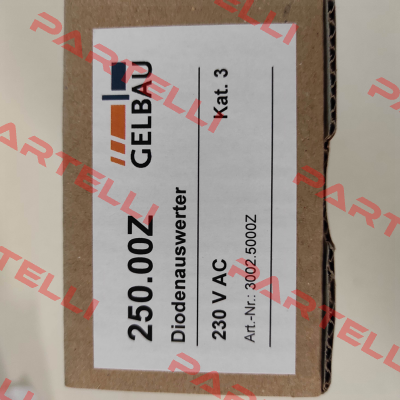 GELBAU
250.00Z
Diodenauswerter
230 V AC Kat. 3
Art.-Nr.: 3002.5000Z
PARTELLI
PARTELLI
PARTELLI
PARTELLI